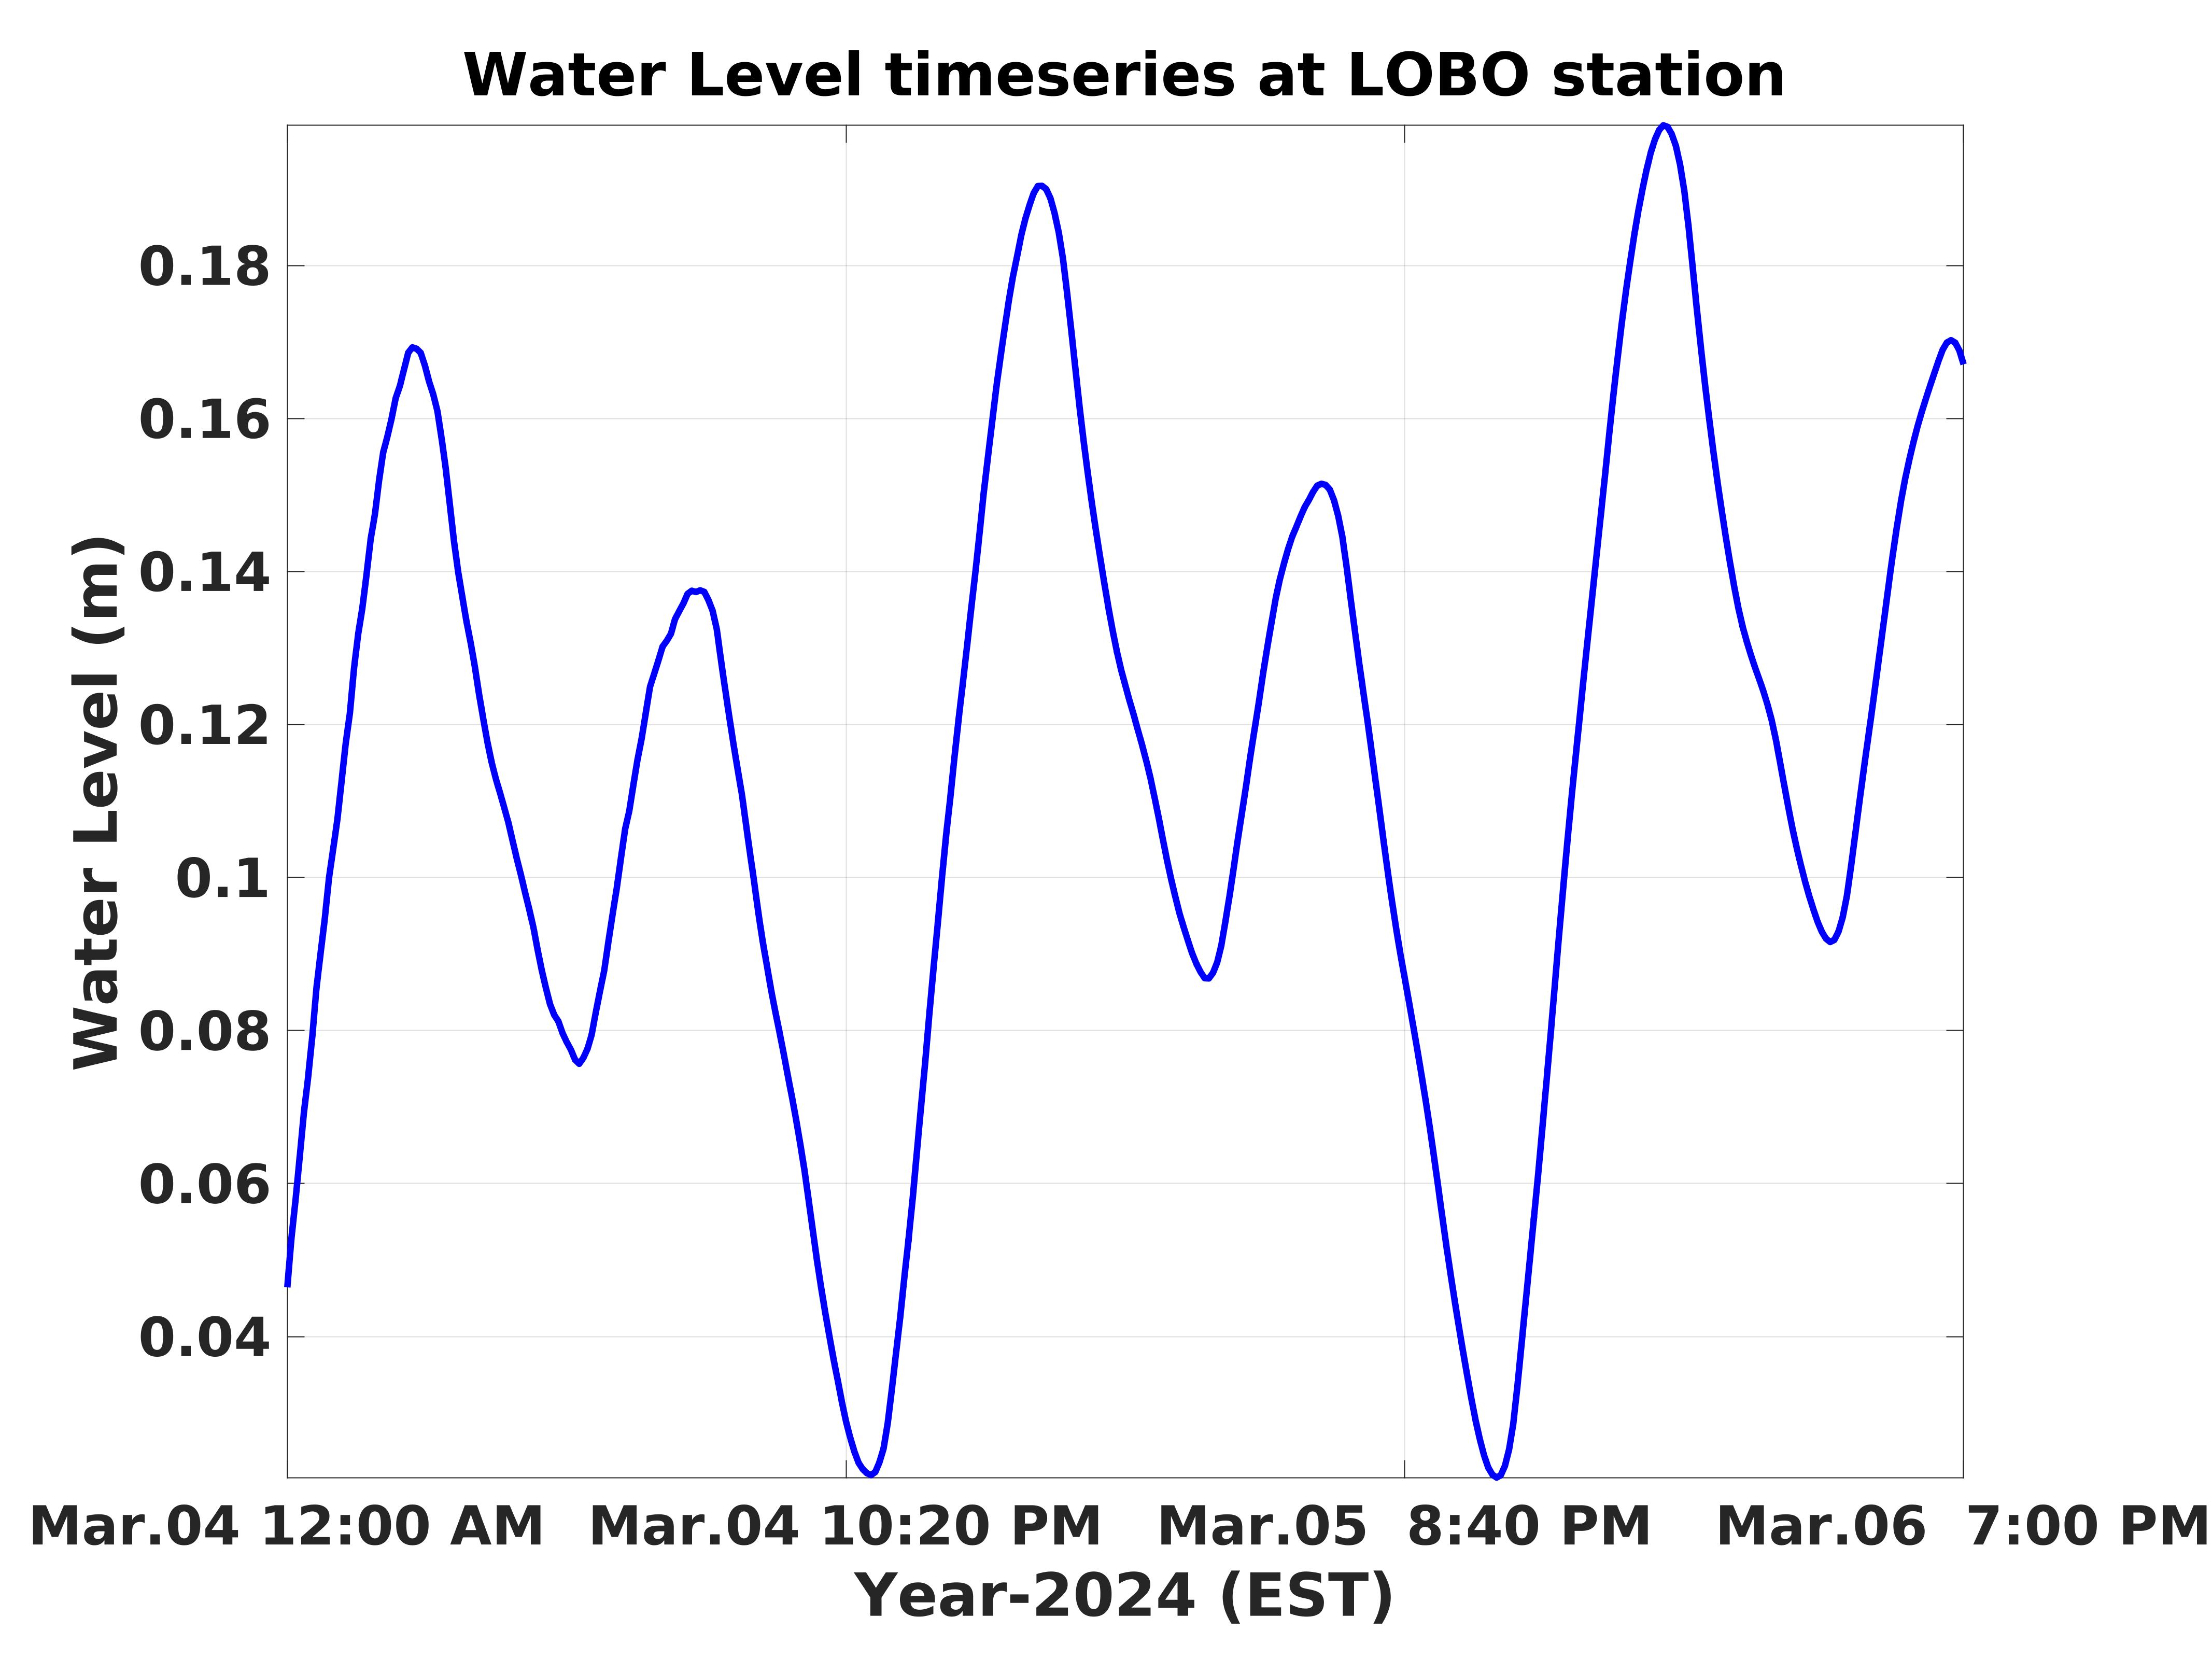 Water Level timeseries at LOBO station
Water Level (m)
0.18
0.16
0.14
0.12
0.1
0.08
0.06
0.04
Mar.04 12:00 AM Mar.04 10:20 PM Mar.05 8:40 PM Mar.06 7:00 PM
Year-2024 (EST)